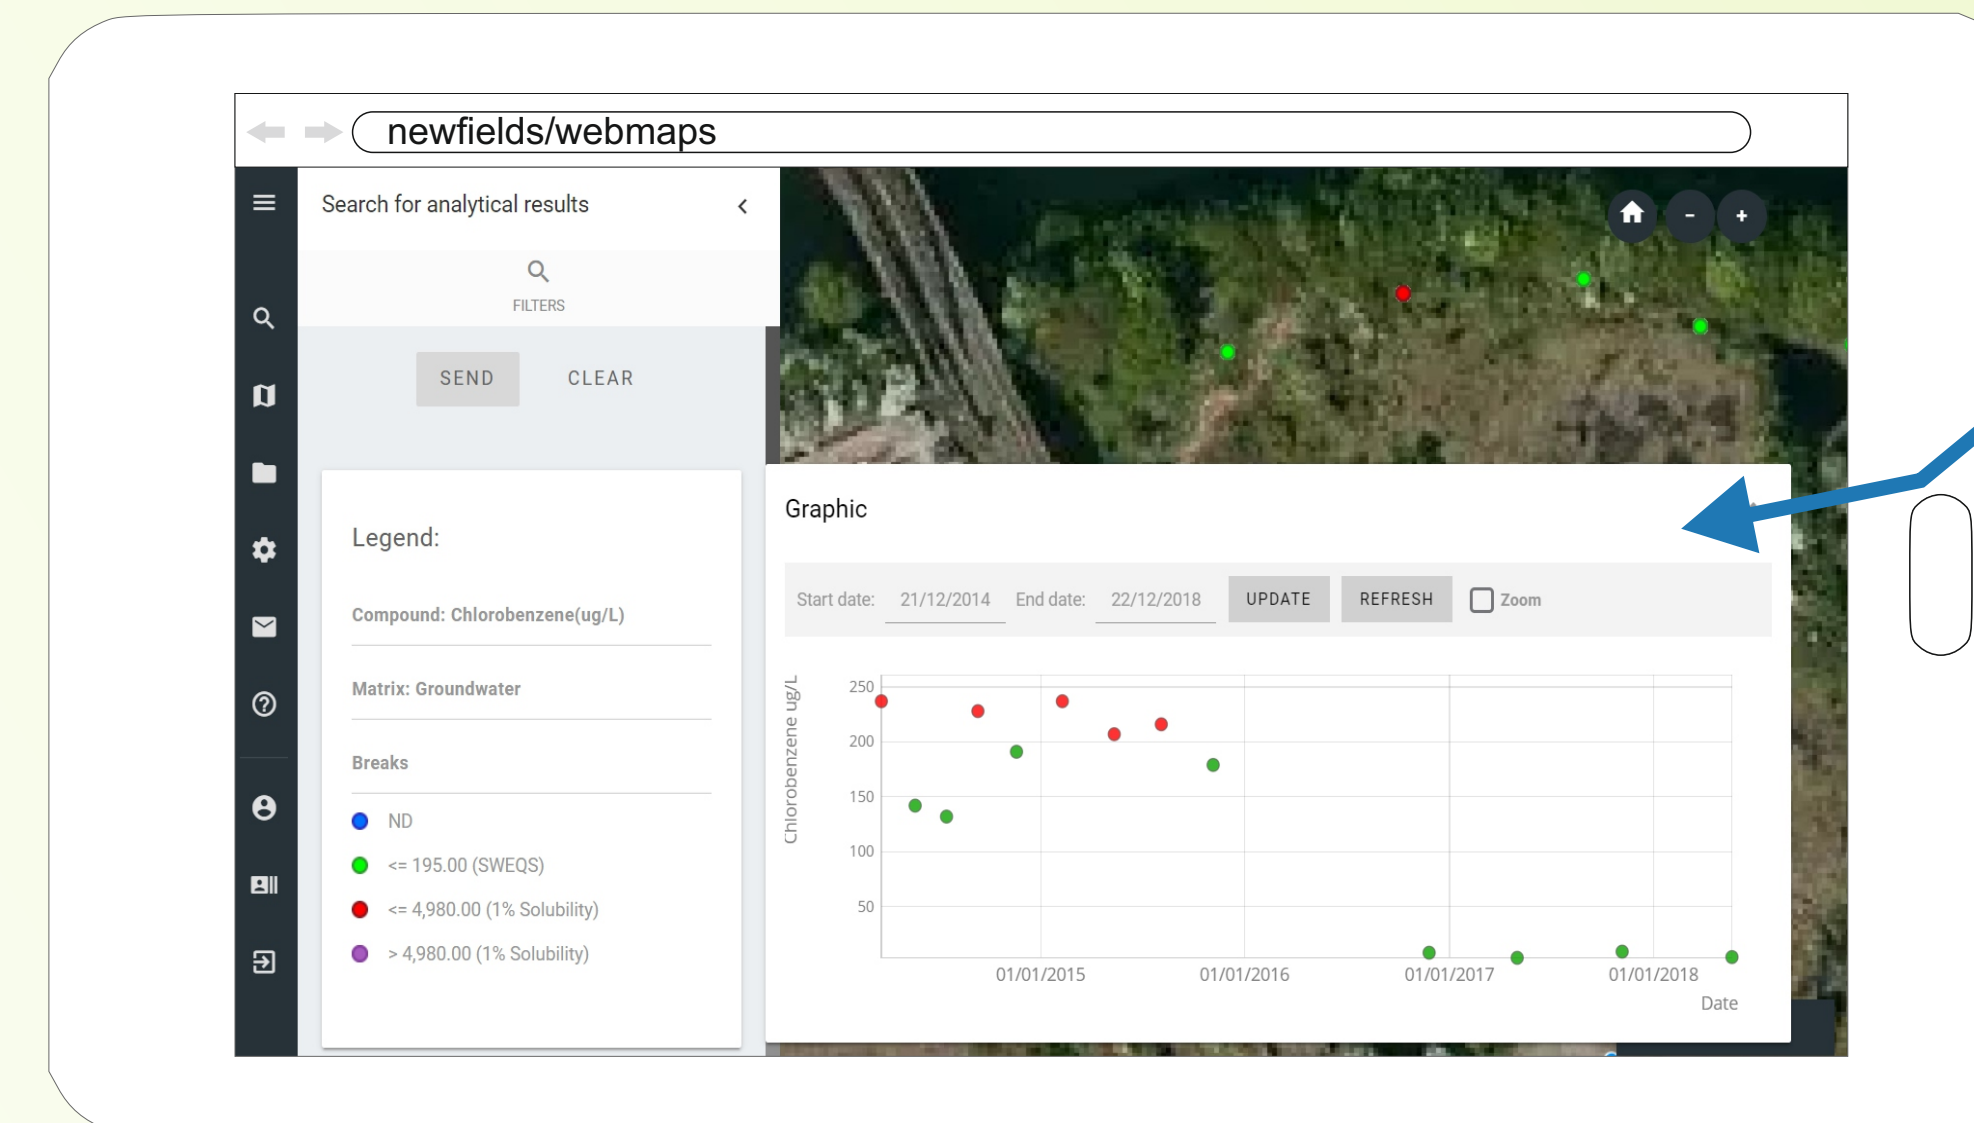 newfields/webmaps
Search for analytical results
FILTERS
SEND CLEAR
Legend:
Compound: Chlorobenzene(ug/L)
Matrix: Groundwater
Breaks
ND
<= 195.00 (SWEQS)
<= 4,980.00 (1% Solubility)
> 4,980.00 (1% Solubility)
- +
Graphic
Start date: 21/12/2014 End date: 22/12/2018 UPDATE REFRESH Zoom
Chlorobenzene ug/L
250
200
150
100
50
01/01/2015 01/01/2016 01/01/2017 01/01/2018
Date